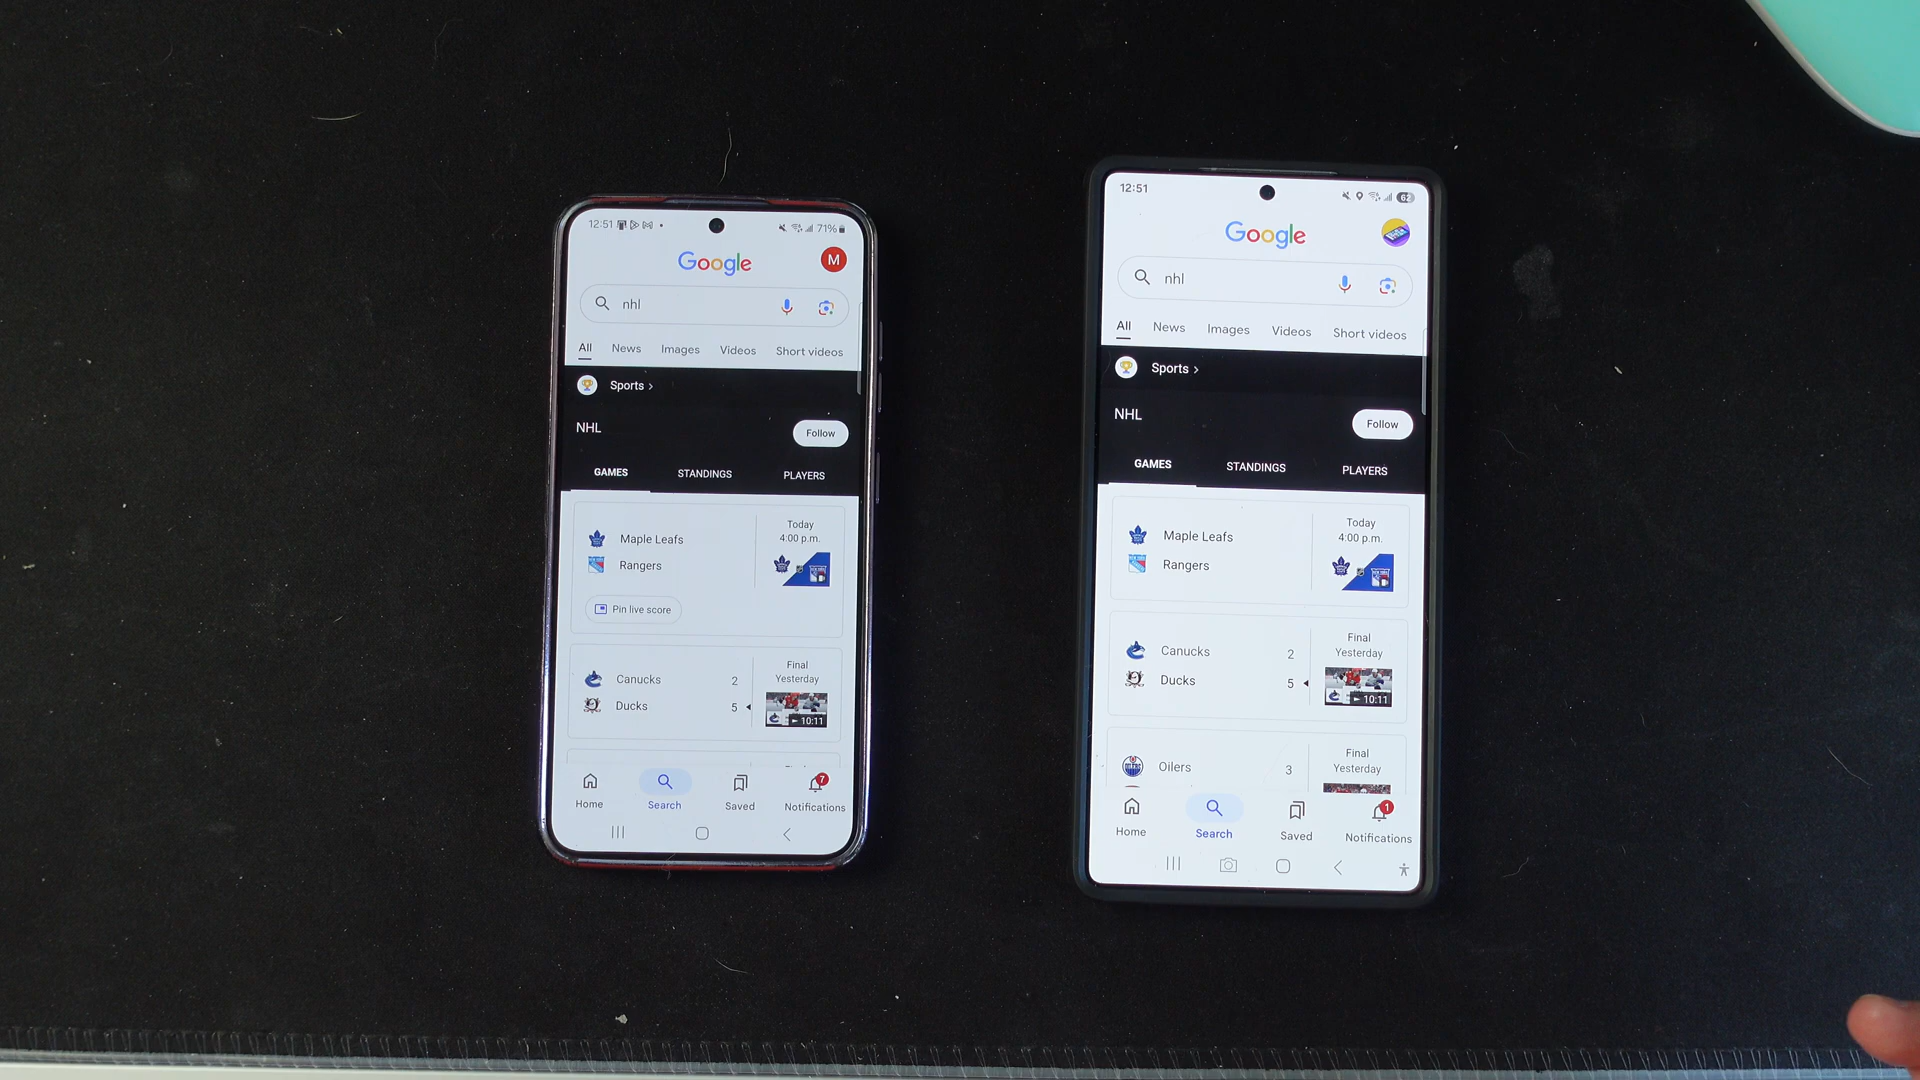 12:51
71%
Google
M
nhl
All News Images Videos Short videos
Sports
NHL
Follow
GAMES STANDINGS PLAYERS
Maple Leafs
Rangers
Today
4:00 p.m.
Pin live score
Canucks 2
Ducks 5
Final
Yesterday
10:11
Home Search Saved Notifications
7
12:51
62
Google
nhl
All News Images Videos Short videos
Sports
NHL
Follow
GAMES STANDINGS PLAYERS
Maple Leafs
Rangers
Today
4:00 p.m.
Canucks 2
Ducks 5
Final
Yesterday
10:11
Oilers 3
Final
Yesterday
Home Search Saved Notifications
1